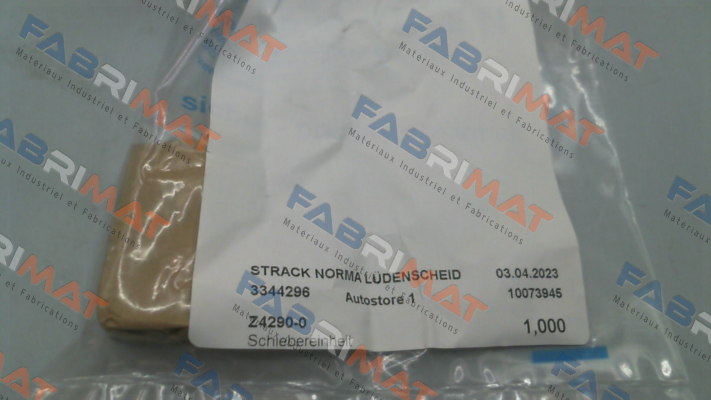 FABRIMAT
Materiaux Industriel et Fabrications
STRACK NORMA LÜDENSCHEID 03.04.2023
3344296 Autostore 1 10073945
Z4290-0 1,000
Schiebereinheit